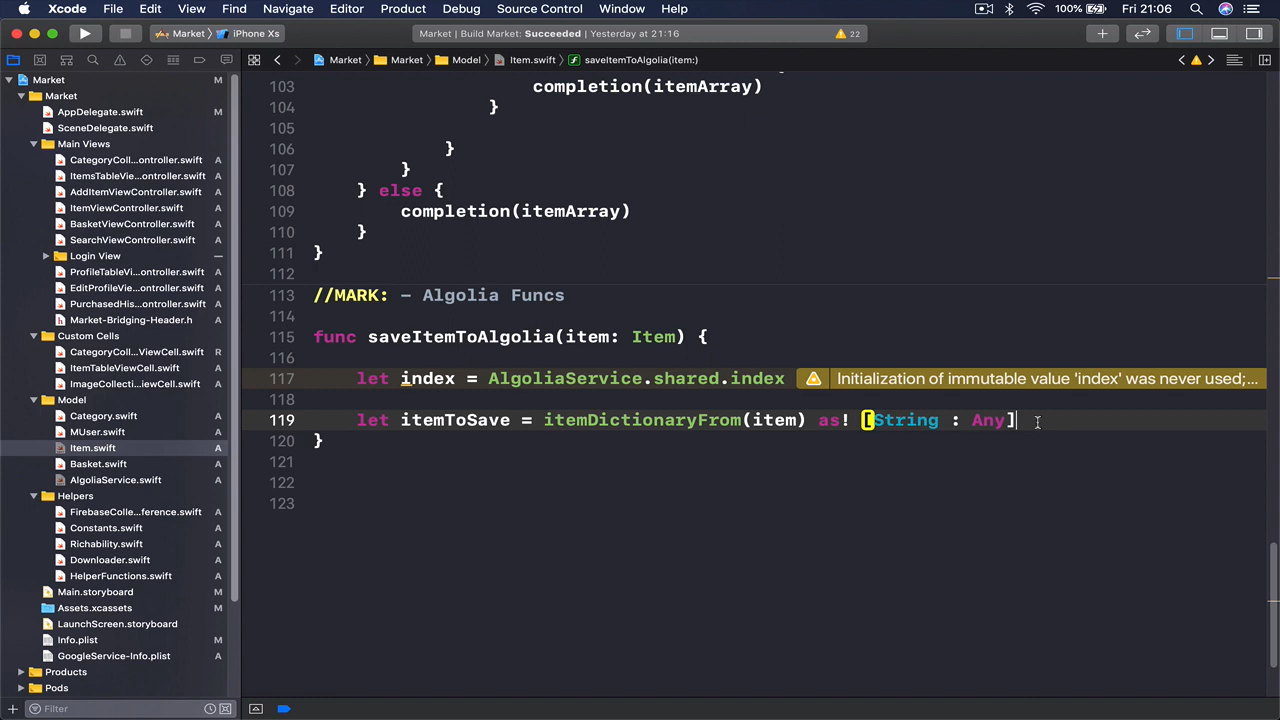 Xcode File Edit View Find Navigate Editor Product Debug Source Control Window Help 100% Fri 21:06
Market iPhone Xs Market | Build Market: Succeeded | Yesterday at 21:16 22
Market Market Model Item.swift saveItemToAlgolia(item:)
Market M
Market
AppDelegate.swift M
SceneDelegate.swift
Main Views
CategoryColl...ontroller.swift A
ItemsTableVie...ontroller.swift A
AddItemViewController.swift A
ItemViewController.swift A
BasketViewController.swift A
SearchViewController.swift A
Login View
ProfileTableVi...ontroller.swift A
EditProfileVie...ontroller.swift A
PurchasedHis...ontroller.swift A
Market-Bridging-Header.h A
Custom Cells
CategoryColl...ViewCell.swift R
ItemTableViewCell.swift A
ImageCollecti...iewCell.swift A
Model
Category.swift A
MUser.swift A
Item.swift A
Basket.swift A
AlgoliaService.swift A
Helpers
FirebaseColle...ference.swift A
Constants.swift A
Richability.swift A
Downloader.swift A
HelperFunctions.swift A
Main.storyboard M
Assets.xcassets M
LaunchScreen.storyboard
Info.plist M
GoogleService-Info.plist A
Products
Pods
Filter
103 completion(itemArray)
104 }
105
106 }
107 }
108 } else {
109 completion(itemArray)
110 }
111 }
112
113 //MARK: - Algolia Funcs
114
115 func saveItemToAlgolia(item: Item) {
116
117 let index = AlgoliaService.shared.index Initialization of immutable value 'index' was never used;...
118
119 let itemToSave = itemDictionaryFrom(item) as! [String : Any]
120 }
121
122
123